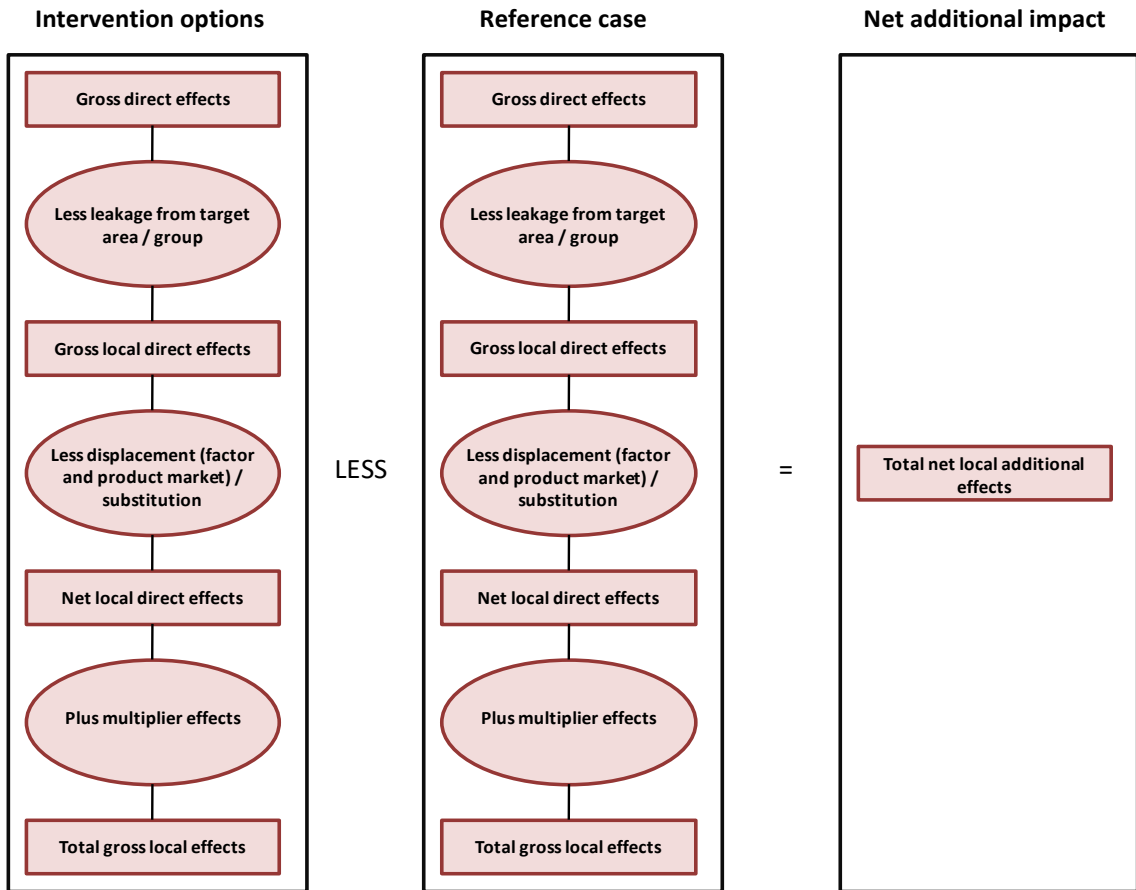 Intervention options
Reference case
Net additional impact
Gross direct effects
Less leakage from target
area / group
Gross local direct effects
Less displacement (factor
and product market) /
substitution
Net local direct effects
Plus multiplier effects
Total gross local effects
LESS
Gross direct effects
Less leakage from target
area / group
Gross local direct effects
Less displacement (factor
and product market) /
substitution
Net local direct effects
Plus multiplier effects
Total gross local effects
=
Total net local additional
effects